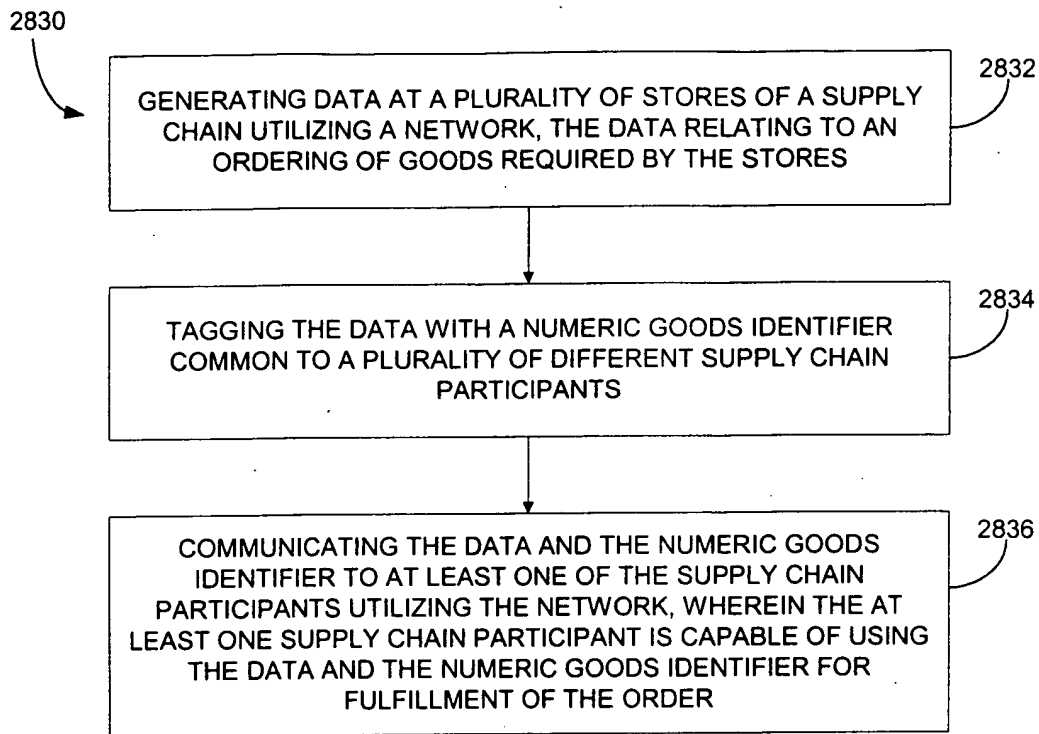 2830
2832
GENERATING DATA AT A PLURALITY OF STORES OF A SUPPLY
CHAIN UTILIZING A NETWORK, THE DATA RELATING TO AN
ORDERING OF GOODS REQUIRED BY THE STORES
2834
TAGGING THE DATA WITH A NUMERIC GOODS IDENTIFIER
COMMON TO A PLURALITY OF DIFFERENT SUPPLY CHAIN
PARTICIPANTS
2836
COMMUNICATING THE DATA AND THE NUMERIC GOODS
IDENTIFIER TO AT LEAST ONE OF THE SUPPLY CHAIN
PARTICIPANTS UTILIZING THE NETWORK, WHEREIN THE AT
LEAST ONE SUPPLY CHAIN PARTICIPANT IS CAPABLE OF USING
THE DATA AND THE NUMERIC GOODS IDENTIFIER FOR
FULFILLMENT OF THE ORDER